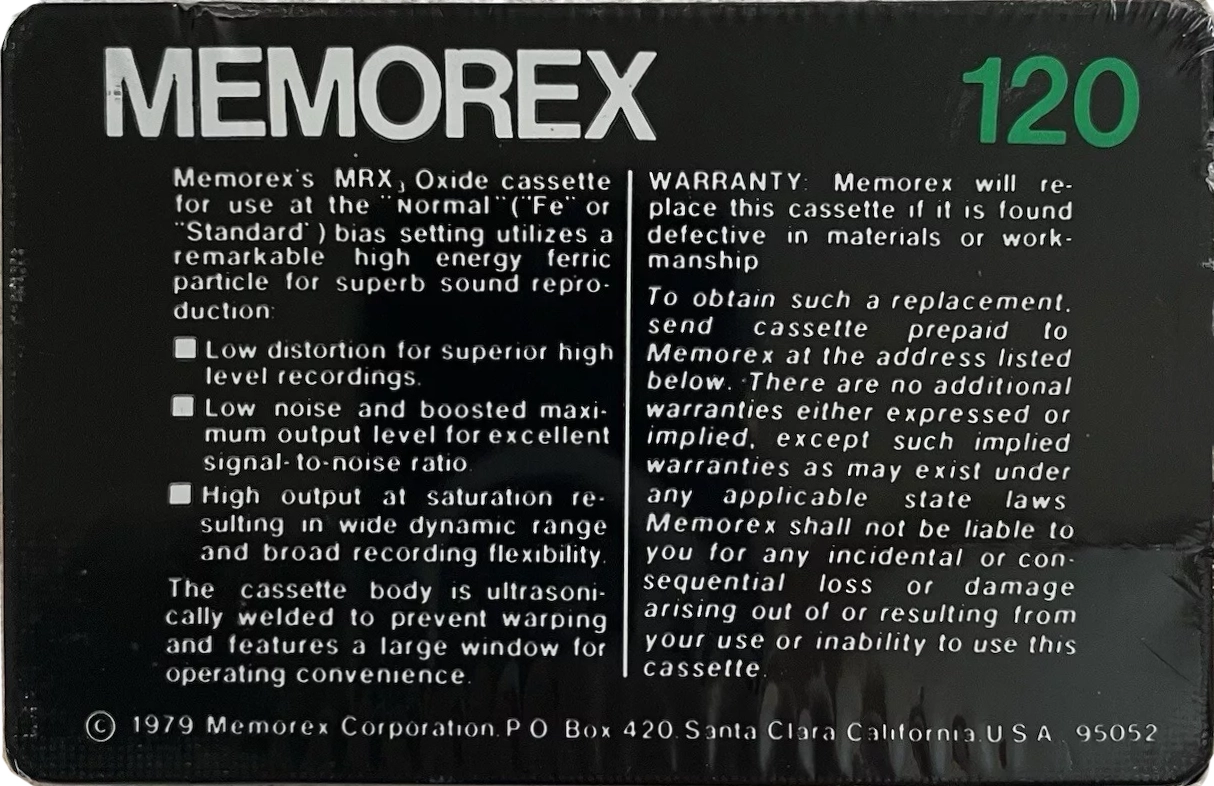 MEMOREX
120
Memorex's MRX3 Oxide cassette
for use at the "Normal" ("Fe" or
"Standard") bias setting utilizes a
remarkable high energy ferric
particle for superb sound repro-
duction:
■ Low distortion for superior high
level recordings.
■ Low noise and boosted maxi-
mum output level for excellent
signal-to-noise ratio.
■ High output at saturation re-
sulting in wide dynamic range
and broad recording flexibility.
The cassette body is ultrasoni-
cally welded to prevent warping
and features a large window for
operating convenience.
WARRANTY: Memorex will re-
place this cassette if it is found
defective in materials or work-
manship
To obtain such a replacement,
send cassette prepaid to
Memorex at the address listed
below. There are no additional
warranties either expressed or
implied, except such implied
warranties as may exist under
any applicable state laws
Memorex shall not be liable to
you for any incidental or con-
sequential loss or damage
arising out of or resulting from
your use or inability to use this
cassette.
© 1979 Memorex Corporation. P O Box 420. Santa Clara California. U S A 95052